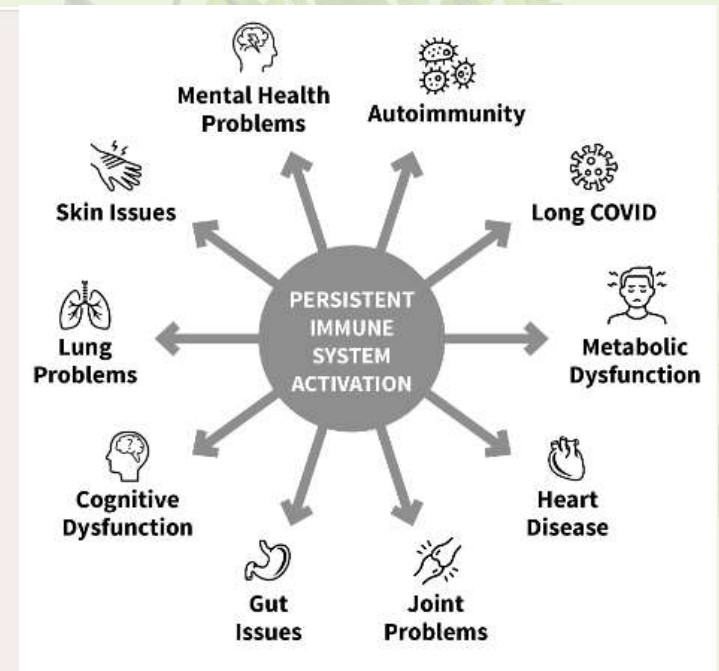 Mental Health
Problems
Autoimmunity
Skin Issues
Long COVID
PERSISTENT
IMMUNE
SYSTEM
ACTIVATION
Lung
Problems
Metabolic
Dysfunction
Cognitive
Dysfunction
Heart
Disease
Gut
Issues
Joint
Problems